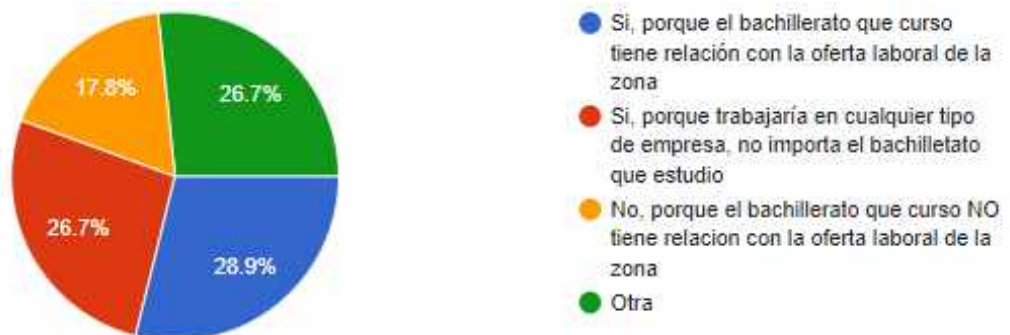 17.8%
26.7%
26.7%
28.9%
Si, porque el bachillerato que curso
tiene relación con la oferta laboral de la
zona
Si, porque trabajaría en cualquier tipo
de empresa, no importa el bachilletato
que estudio
No, porque el bachillerato que curso NO
tiene relacion con la oferta laboral de la
zona
Otra